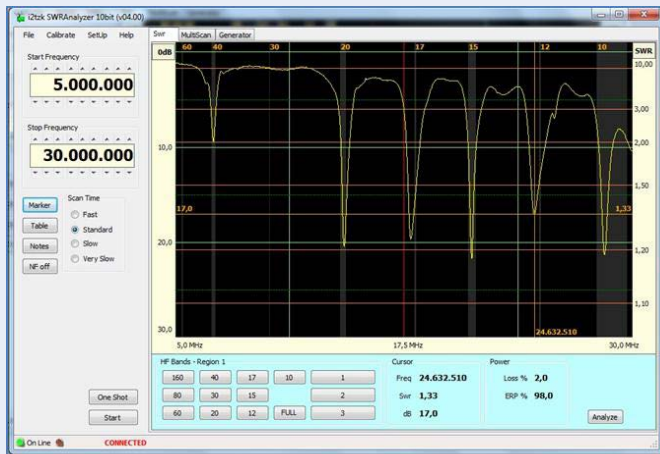 i2tzk SWRAnalyzer 10bit (v04.00)
File Calibrate SetUp Help
Swr MultiScan Generator
Start Frequency
5.000.000
Stop Frequency
30.000.000
Marker
Table
Notes
NF off
Scan Time
Fast
Standard
Slow
Very Slow
One Shot
Start
0dB 60 40 30 20 17 15 12 10 SWR
10,00
3,00
10,0 2,00
1,50
17,0 1,33
20,0 1,20
1,10
30,0 24.632.510
5,0 MHz 17,5 MHz 30,0 MHz
HF Bands - Region 1
160 40 17 10 1
80 30 15 2
60 20 12 FULL 3
Cursor
Freq 24.632.510
Swr 1,33
dB 17,0
Power
Loss % 2,0
ERP % 98,0
Analyze
On Line CONNECTED